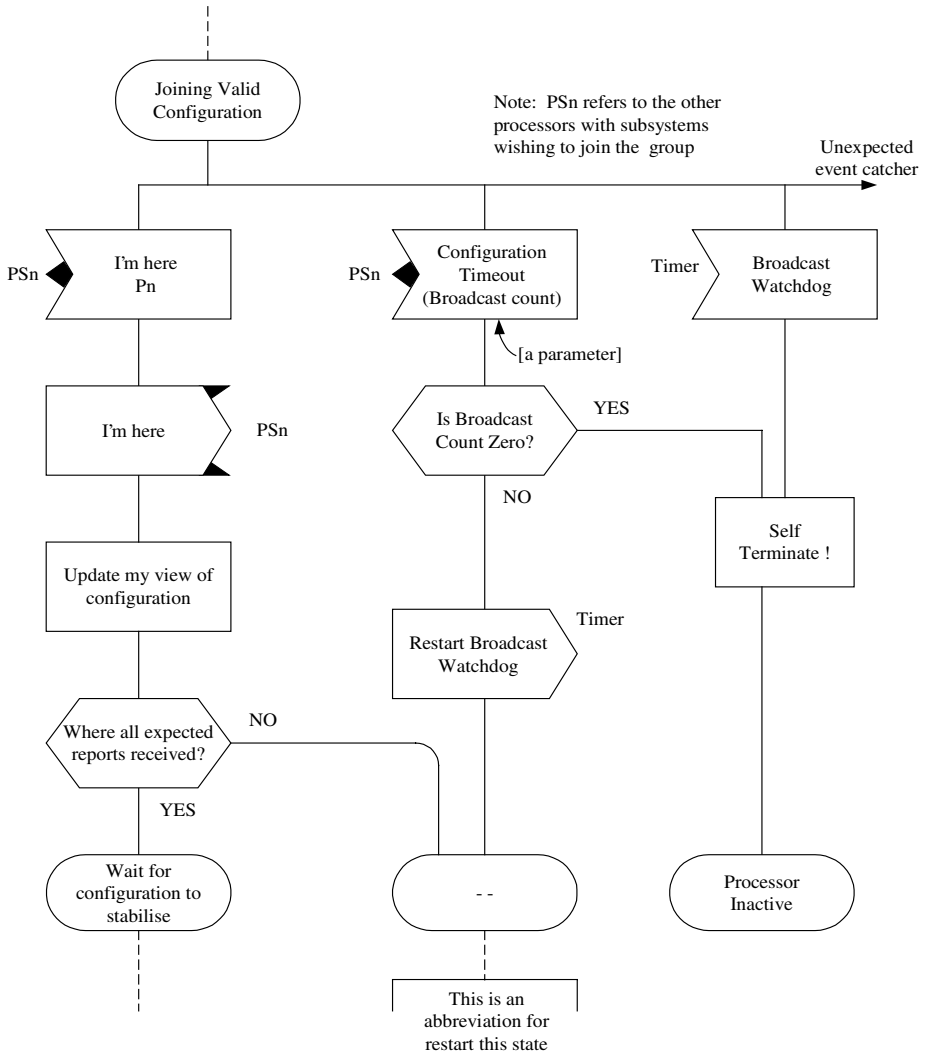 Joining Valid
Configuration
Note: PSn refers to the other
processors with subsystems
wishing to join the group
Unexpected
event catcher
PSn
I'm here
Pn
PSn
Configuration
Timeout
(Broadcast count)
Timer
Broadcast
Watchdog
[a parameter]
I'm here
PSn
Is Broadcast
Count Zero?
YES
NO
Self
Terminate !
Update my view of
configuration
Restart Broadcast
Watchdog
Timer
Where all expected
reports received?
NO
YES
Wait for
configuration to
stabilise
- -
Processor
Inactive
This is an
abbreviation for
restart this state